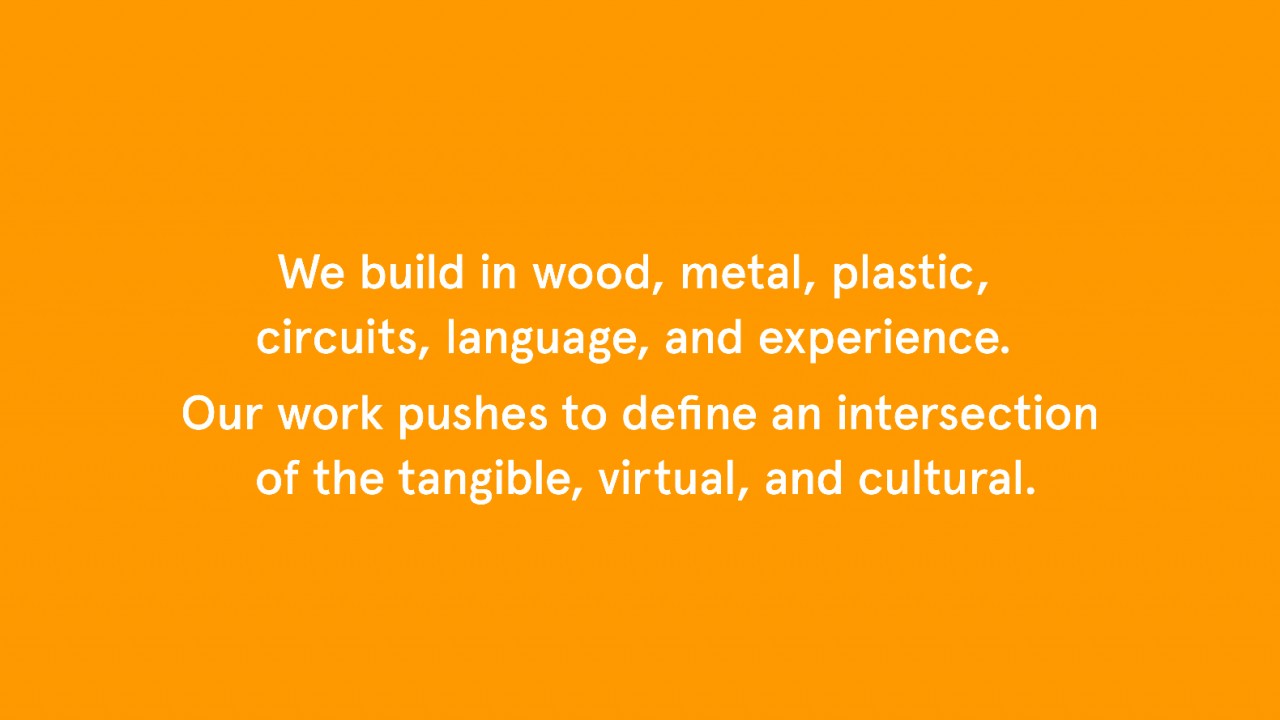 We build in wood, metal, plastic,
circuits, language, and experience.
Our work pushes to define an intersection
of the tangible, virtual, and cultural.